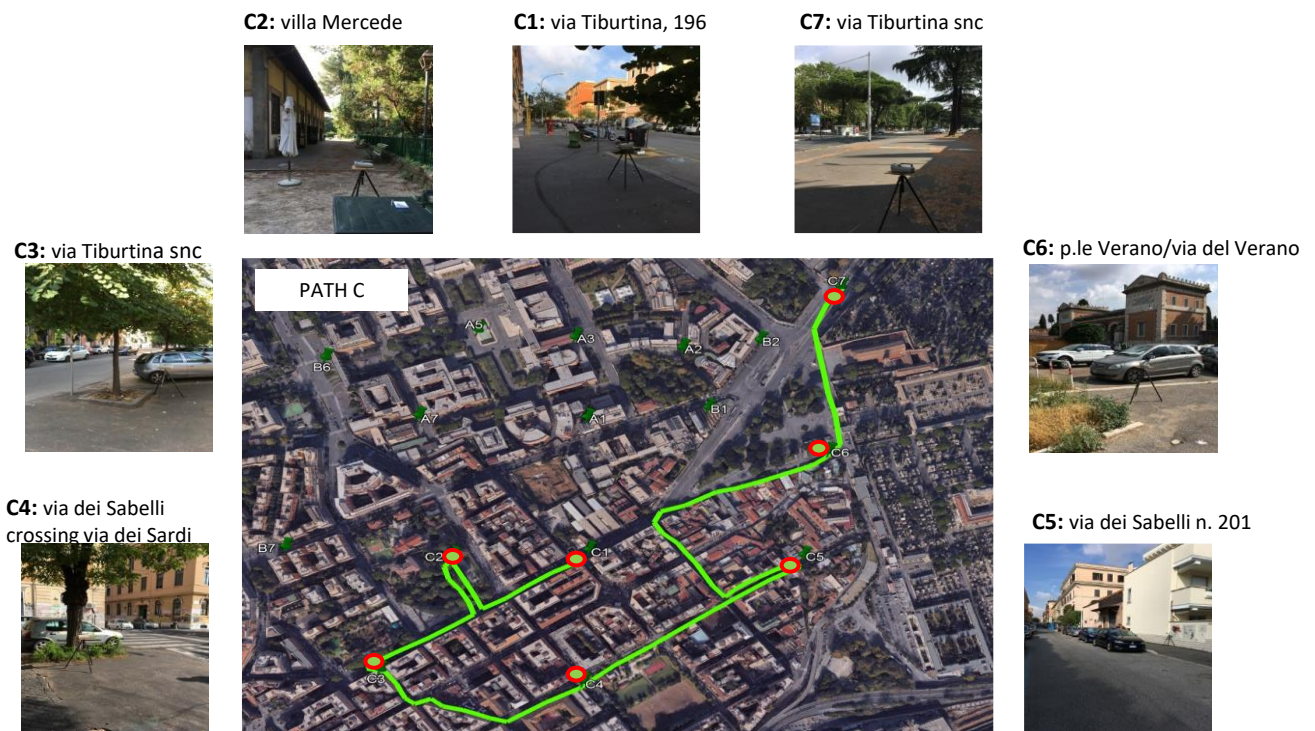 C2: villa Mercede
C1: via Tiburtina, 196
C7: via Tiburtina snc
C3: via Tiburtina snc
C6: p.le Verano/via del Verano
PATH C
C7
A5
A3
A2
B2
B6
A7
A1
B1
C6
C4: via dei Sabelli
crossing via dei Sardi
C5: via dei Sabelli n. 201
B7
C2
C1
C5
C3
C4